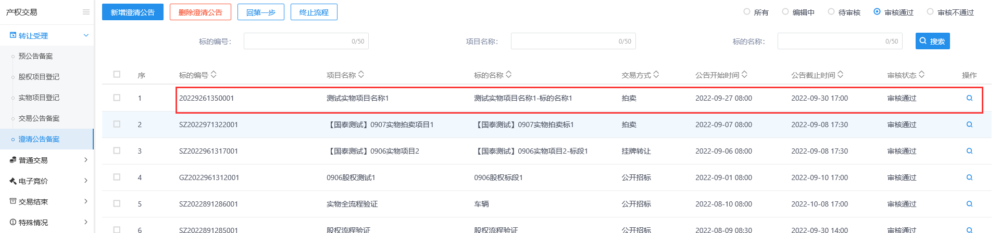 产权交易
转让受理
预公告备案
股权项目登记
实物项目登记
交易公告备案
澄清公告备案
普通交易
电子竞价
交易结束
特殊情况
新增澄清公告 删除澄清公告 回第一步 终止流程 所有 编辑中 待审核 审核通过 审核不通过
标的编号： 0/50 项目名称： 0/50 标的名称： 0/50 搜索
序 标的编号 项目名称 标的名称 交易方式 公告开始时间 公告截止时间 审核状态 操作
1 20229261350001 测试实物项目名称1 测试实物项目名称1-标的名称1 拍卖 2022-09-27 08:00 2022-09-30 17:00 审核通过
2 SZ2022971322001 【国泰测试】0907实物拍卖项目1 【国泰测试】0907实物拍卖标1 拍卖 2022-09-07 08:00 2022-09-08 17:30 审核通过
3 SZ2022961317001 【国泰测试】0906实物项目2 【国泰测试】0906实物项目2-标段1 挂牌转让 2022-09-06 08:00 2022-09-08 17:30 审核通过
4 GZ2022961312001 0906股权测试1 0906股权标段1 公开招标 2022-09-01 08:00 2022-09-10 17:00 审核通过
5 SZ2022891286001 实物全流程验证 车辆 公开招标 2022-08-10 08:00 2022-10-08 17:00 审核通过
6 SZ2022891285001 股权流程验证 股权流程验证 公开招标 2022-08-09 08:30 2022-09-30 14:00 审核通过